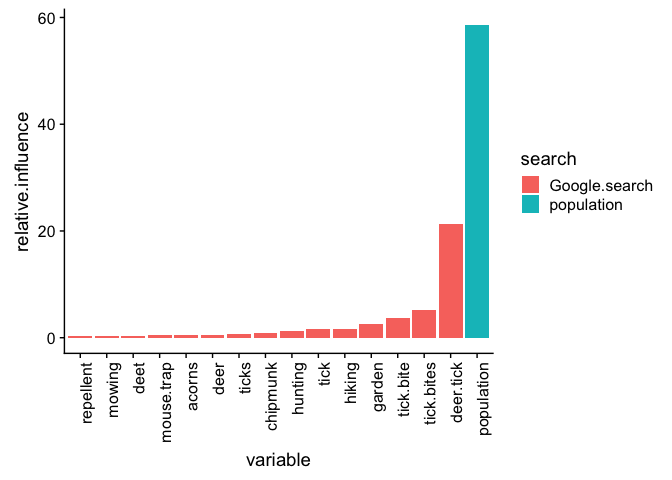 60
40
20
0
relative.influence
repellent
mowing
deet
mouse.trap
acorns
deer
ticks
chipmunk
hunting
tick
hiking
garden
tick.bite
tick.bites
deer.tick
population
variable
search
Google.search
population